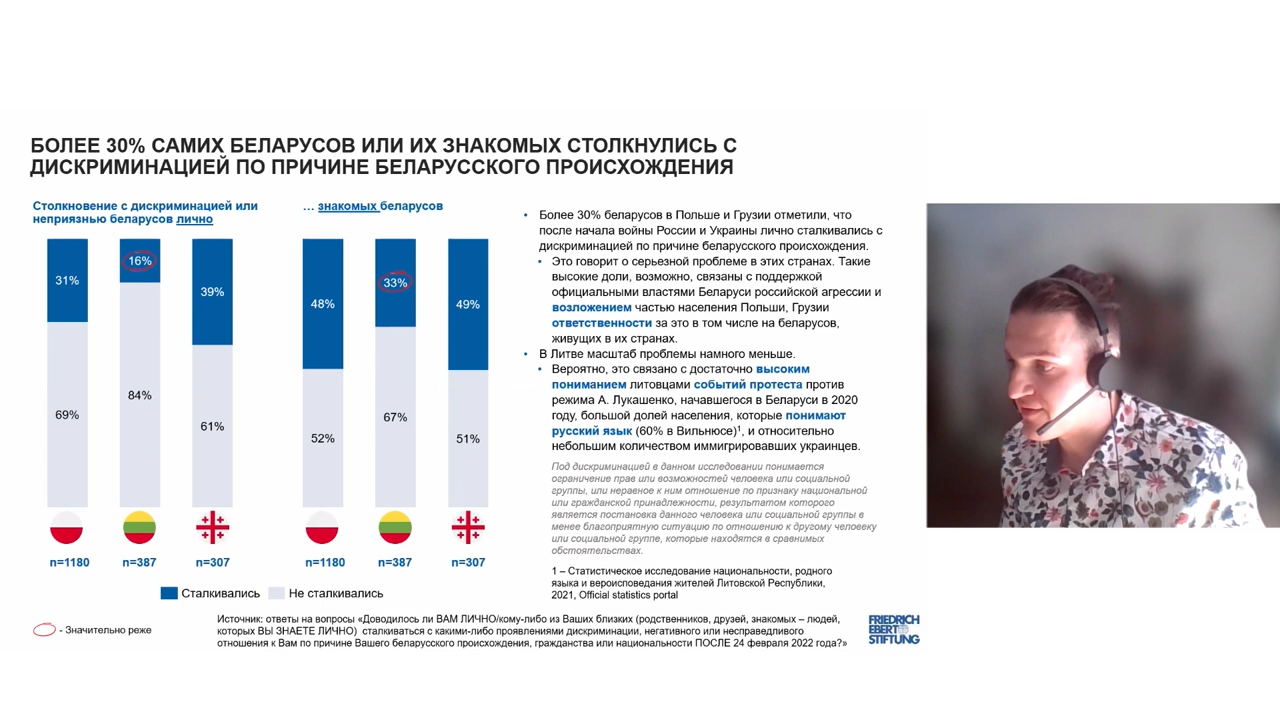 БОЛЕЕ 30% САМИХ БЕЛАРУСОВ ИЛИ ИХ ЗНАКОМЫХ СТОЛКНУЛИСЬ С
ДИСКРИМИНАЦИЕЙ ПО ПРИЧИНЕ БЕЛАРУССКОГО ПРОИСХОЖДЕНИЯ
Столкновение с дискриминацией или
неприязнью беларусов лично
31%
16%
39%
69%
84%
61%
n=1180
n=387
n=307
… знакомых беларусов
48%
33%
49%
52%
67%
51%
n=1180
n=387
n=307
Сталкивались
Не сталкивались
• Более 30% беларусов в Польше и Грузии отметили, что
после начала войны России и Украины лично сталкивались с
дискриминацией по причине беларусского происхождения.
• Это говорит о серьезной проблеме в этих странах. Такие
высокие доли, возможно, связаны с поддержкой
официальными властями Беларуси российской агрессии и
возложением частью населения Польши, Грузии
ответственности за это в том числе на беларусов,
живущих в их странах.
• В Литве масштаб проблемы намного меньше.
• Вероятно, это связано с достаточно высоким
пониманием литовцами событий протеста против
режима А. Лукашенко, начавшегося в Беларуси в 2020
году, большой долей населения, которые понимают
русский язык (60% в Вильнюсе)¹, и относительно
небольшим количеством иммигрировавших украинцев.
Под дискриминацией в данном исследовании понимается
ограничение прав или возможностей человека или социальной
группы, или неравное к ним отношение по признаку национальной
или гражданской принадлежности, результатом которого
является постановка данного человека или социальной группы в
менее благоприятную ситуацию по отношению к другому человеку
или социальной группе, которые находятся в сравнимых
обстоятельствах.
1 – Статистическое исследование национальности, родного
языка и вероисповедания жителей Литовской Республики,
2021, Official statistics portal
- Значительно реже
Источник: ответы на вопросы «Доводилось ли ВАМ ЛИЧНО/кому-либо из Ваших близких (родственников, друзей, знакомых – людей,
которых ВЫ ЗНАЕТЕ ЛИЧНО) сталкиваться с какими-либо проявлениями дискриминации, негативного или несправедливого
отношения к Вам по причине Вашего беларусского происхождения, гражданства или национальности ПОСЛЕ 24 февраля 2022 года?»
FRIEDRICH
EBERT
STIFTUNG